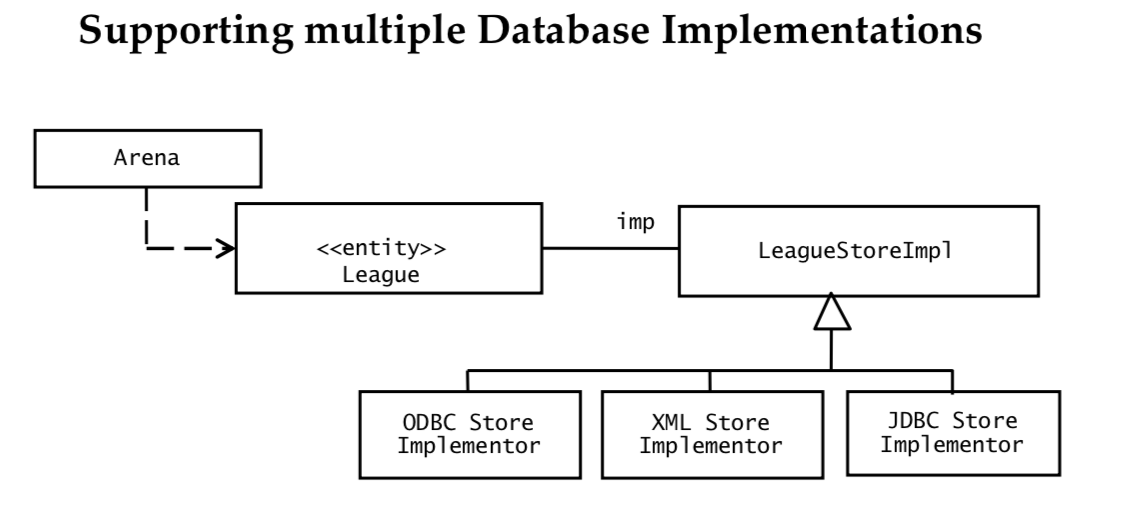 Supporting multiple Database Implementations
Arena
<<entity>>
League
imp
LeagueStoreImpl
ODBC Store
Implementor
XML Store
Implementor
JDBC Store
Implementor